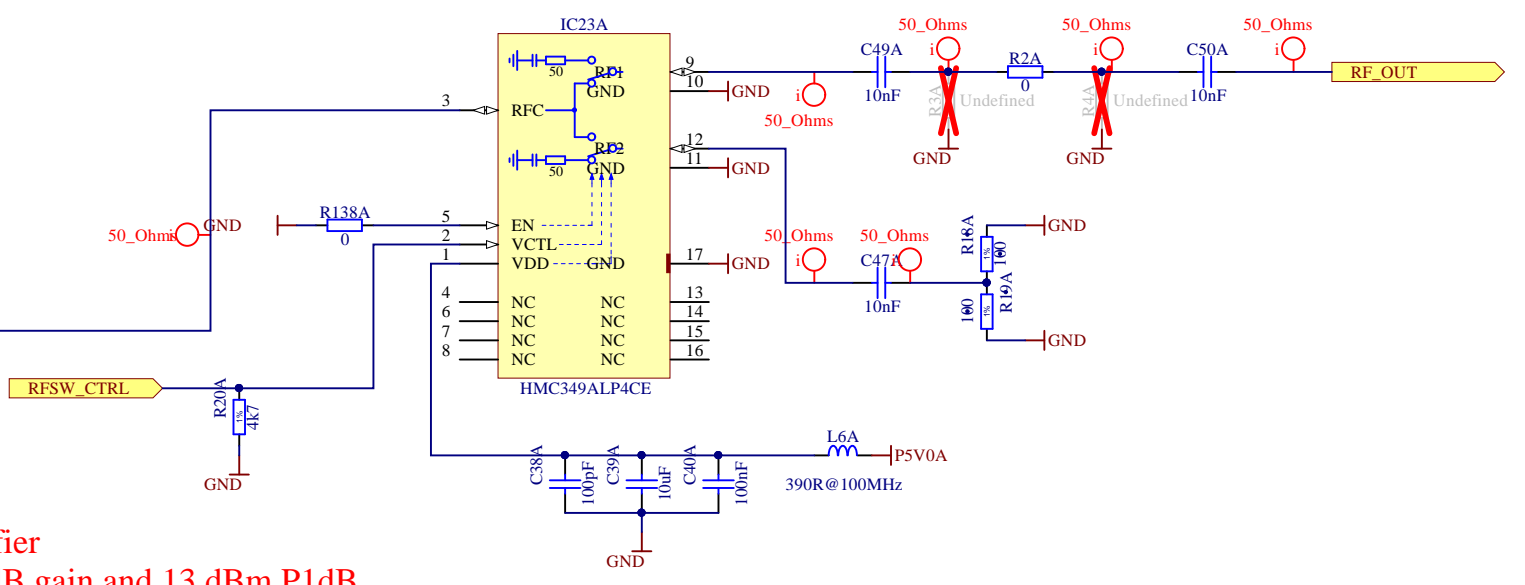 IC23A
50_Ohms
50_Ohms
50_Ohms
C49A
R2A
C50A
i
i
i
50
RF1
9
GND
10
GND
10nF
0
10nF
RF_OUT
R3A
Undefined
R4A
Undefined
3
RFC
i
50_Ohms
RF2
12
50
GND
11
GND
GND
GND
R138A
0
5
EN
50_Ohms
i
GND
2
VCTL
1
VDD
GND
17
GND
50_Ohms
50_Ohms
i
i
C47A
10nF
R18A
1%
100
GND
R19A
1%
100
GND
4
NC
NC
13
6
NC
NC
14
7
NC
NC
15
8
NC
NC
16
HMC349ALP4CE
RFSW_CTRL
R20A
1%
4k7
GND
L6A
P5V0A
390R@100MHz
C38A
100pF
C39A
10uF
C40A
100nF
GND
fier
B gain and 13 dBm P1dB